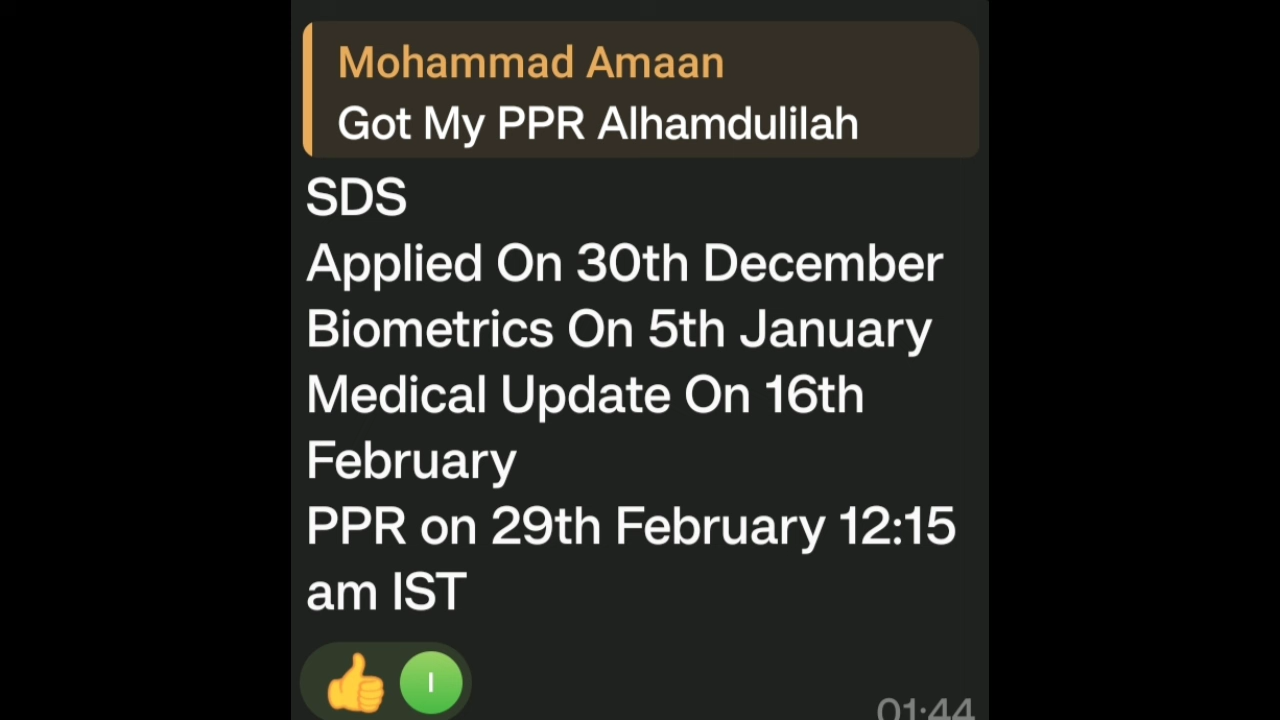 Mohammad Amaan
Got My PPR Alhamdulilah
SDS
Applied On 30th December
Biometrics On 5th January
Medical Update On 16th
February
PPR on 29th February 12:15
am IST
I
01:44